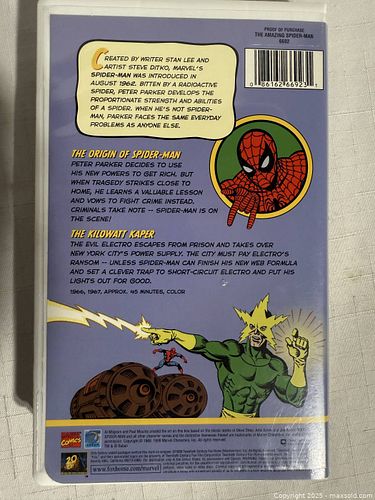 PROOF OF PURCHASE
THE AMAZING SPIDER-MAN
6692
0 86162 66923 1
CREATED BY WRITER STAN LEE AND
ARTIST STEVE DITKO, MARVEL'S
SPIDER-MAN WAS INTRODUCED IN
AUGUST 1962. BITTEN BY A RADIOACTIVE
SPIDER, PETER PARKER DEVELOPS THE
PROPORTIONATE STRENGTH AND ABILITIES
OF A SPIDER. WHEN HE'S NOT SPIDER-
MAN, PARKER FACES THE SAME EVERYDAY
PROBLEMS AS ANYONE ELSE.
THE ORIGIN OF SPIDER-MAN
PETER PARKER DECIDES TO USE
HIS NEW POWERS TO GET RICH. BUT
WHEN TRAGEDY STRIKES CLOSE TO
HOME, HE LEARNS A VALUABLE LESSON
AND VOWS TO FIGHT CRIME INSTEAD.
CRIMINALS TAKE NOTE -- SPIDER-MAN IS ON
THE SCENE!
THE KILOWATT KAPER
THE EVIL ELECTRO ESCAPES FROM PRISON AND TAKES OVER
NEW YORK CITY'S POWER SUPPLY. THE CITY MUST PAY ELECTRO'S
RANSOM -- UNLESS SPIDER-MAN CAN FINISH HIS NEW WEB FORMULA
AND SET A CLEVER TRAP TO SHORT-CIRCUIT ELECTRO AND PUT HIS
LIGHTS OUT FOR GOOD.
1966, 1967, APPROX. 45 MINUTES, COLOR
COMICS
20
www.foxhome.com/marvel
Copyright 2025 - maxsold.com